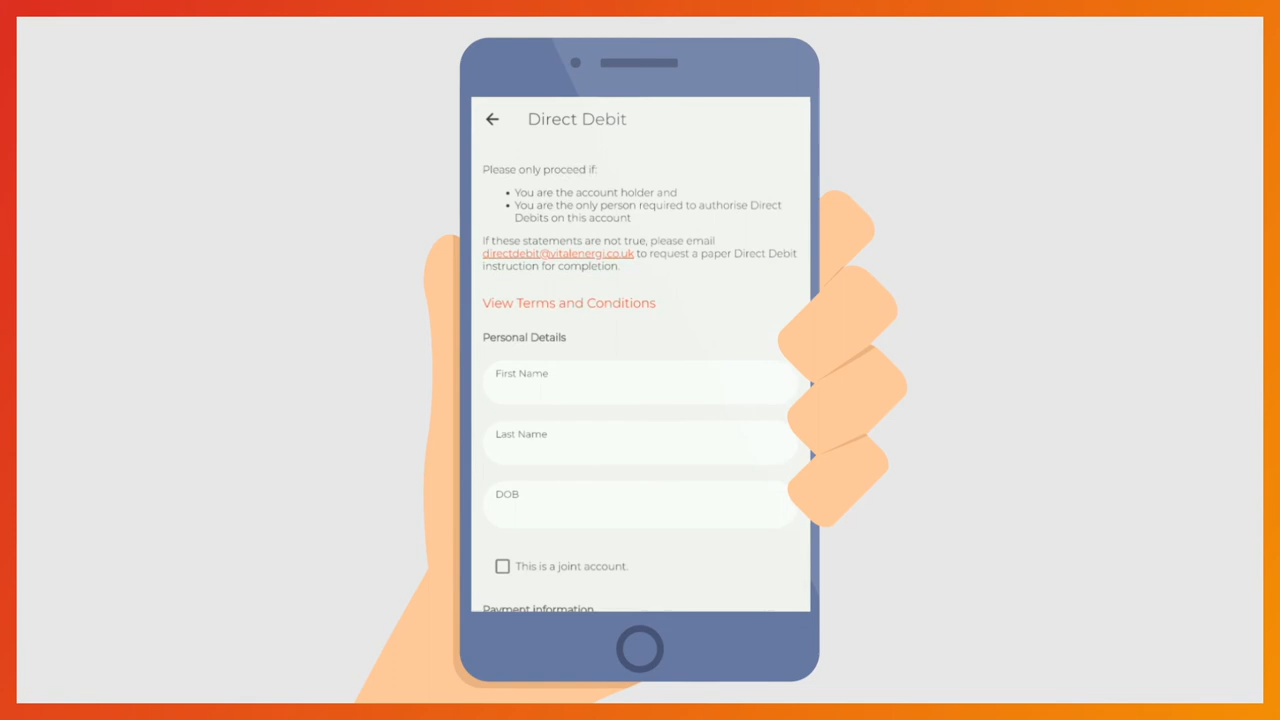 Direct Debit
Please only proceed if:
• You are the account holder and
• You are the only person required to authorise Direct
Debits on this account
If these statements are not true, please email
directdebit@vitalenergi.co.uk to request a paper Direct Debit
instruction for completion.
View Terms and Conditions
Personal Details
First Name
Last Name
DOB
This is a joint account.
Payment information